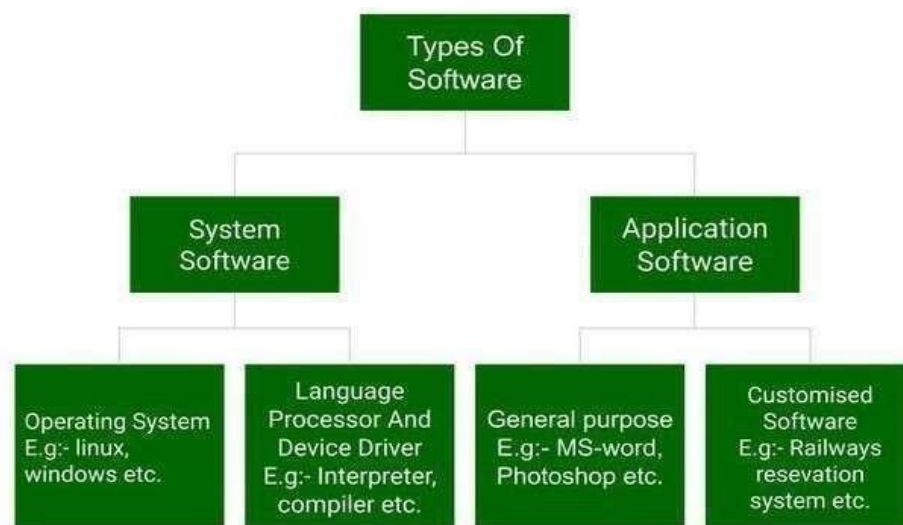 Types Of
Software
System
Software
Application
Software
Operating System
E.g:- linux,
windows etc.
Language
Processor And
Device Driver
E.g:- Interpreter,
compiler etc.
General purpose
E.g:- MS-word,
Photoshop etc.
Customised
Software
E.g:- Railways
resevation
system etc.